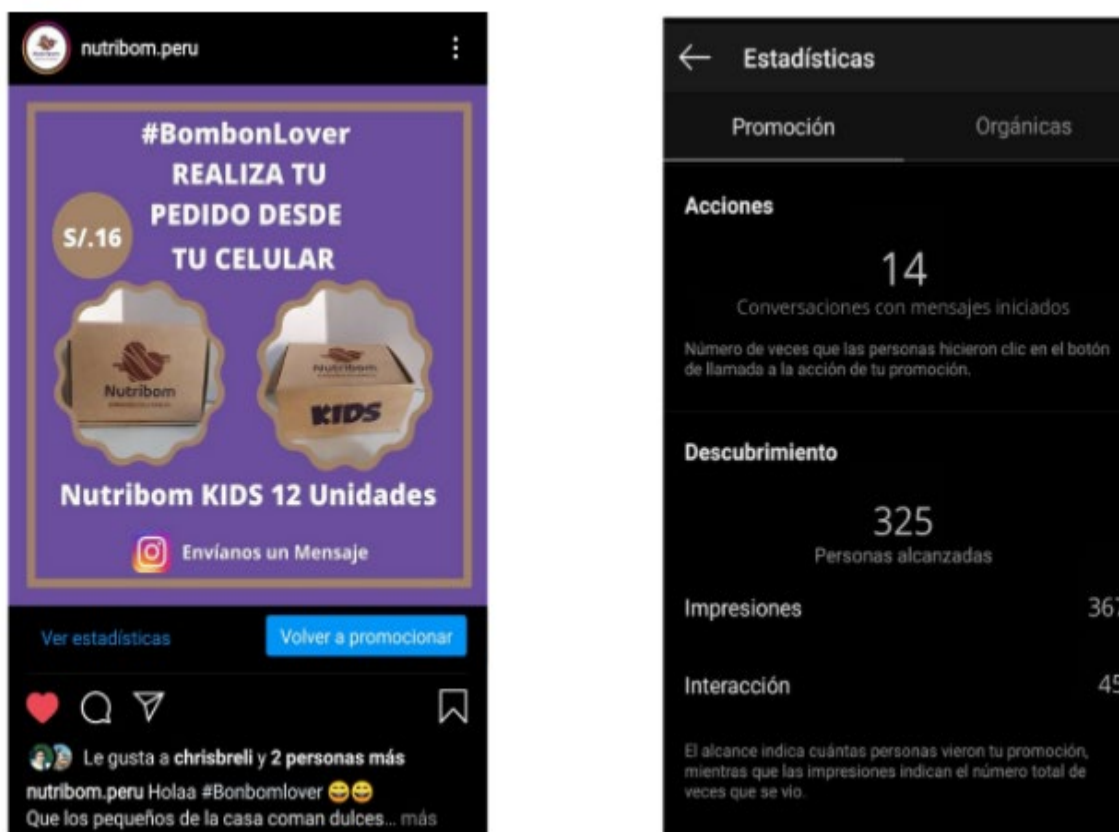 nutribom.peru
#BombonLover
REALIZA TU
PEDIDO DESDE
TU CELULAR
S/.16
Nutribom
Nutribom
KIDS
Nutribom KIDS 12 Unidades
Envíanos un Mensaje
Ver estadísticas
Volver a promocionar
Le gusta a chrisbreli y 2 personas más
nutribom.peru Holaa #Bonbomlover 😄😄
Que los pequeños de la casa coman dulces... más
Estadísticas
Promoción
Orgánicas
Acciones
14
Conversaciones con mensajes iniciados
Número de veces que las personas hicieron clic en el botón
de llamada a la acción de tu promoción.
Descubrimiento
325
Personas alcanzadas
Impresiones 367
Interacción 45
El alcance indica cuántas personas vieron tu promoción,
mientras que las impresiones indican el número total de
veces que se vio.